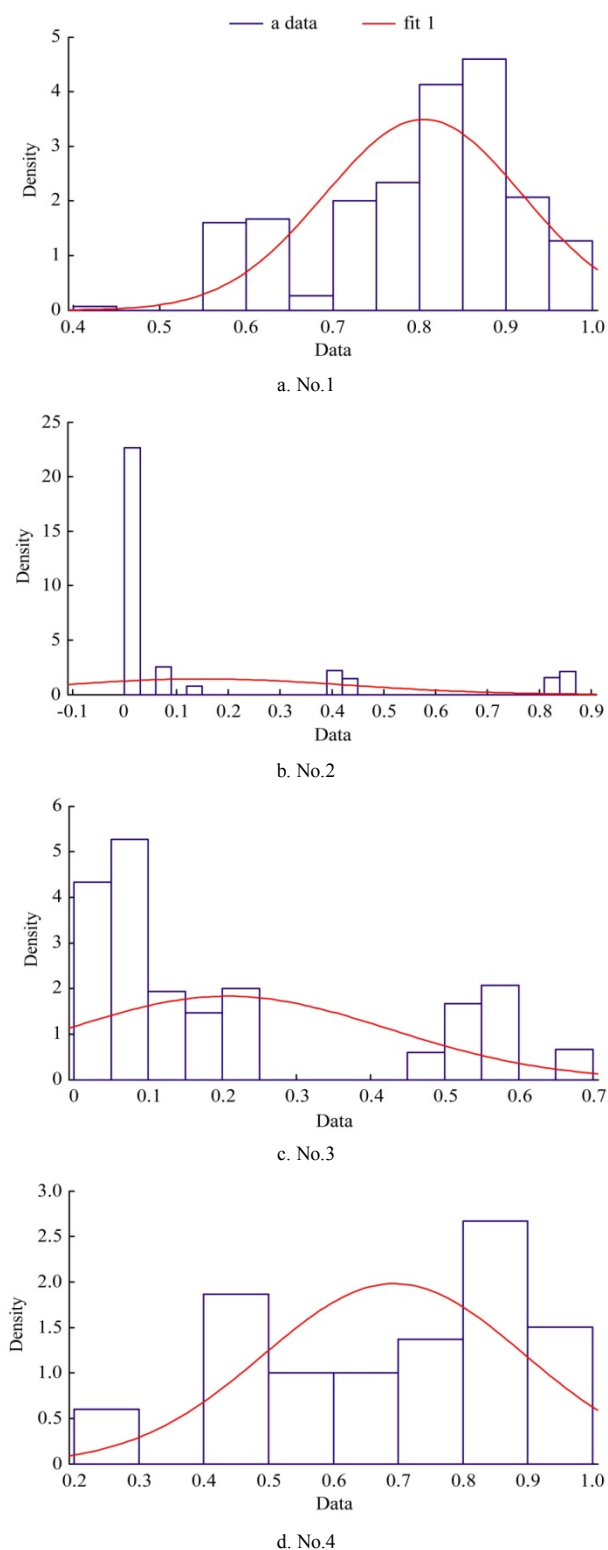 a data fit 1
5
4
3
2
1
0
Density
0.4 0.5 0.6 0.7 0.8 0.9 1.0
Data
a. No.1
25
20
15
10
5
0
Density
-0.1 0 0.1 0.2 0.3 0.4 0.5 0.6 0.7 0.8 0.9
Data
b. No.2
6
5
4
3
2
1
0
Density
0 0.1 0.2 0.3 0.4 0.5 0.6 0.7
Data
c. No.3
3.0
2.5
2.0
1.5
1.0
0.5
0
Density
0.2 0.3 0.4 0.5 0.6 0.7 0.8 0.9 1.0
Data
d. No.4